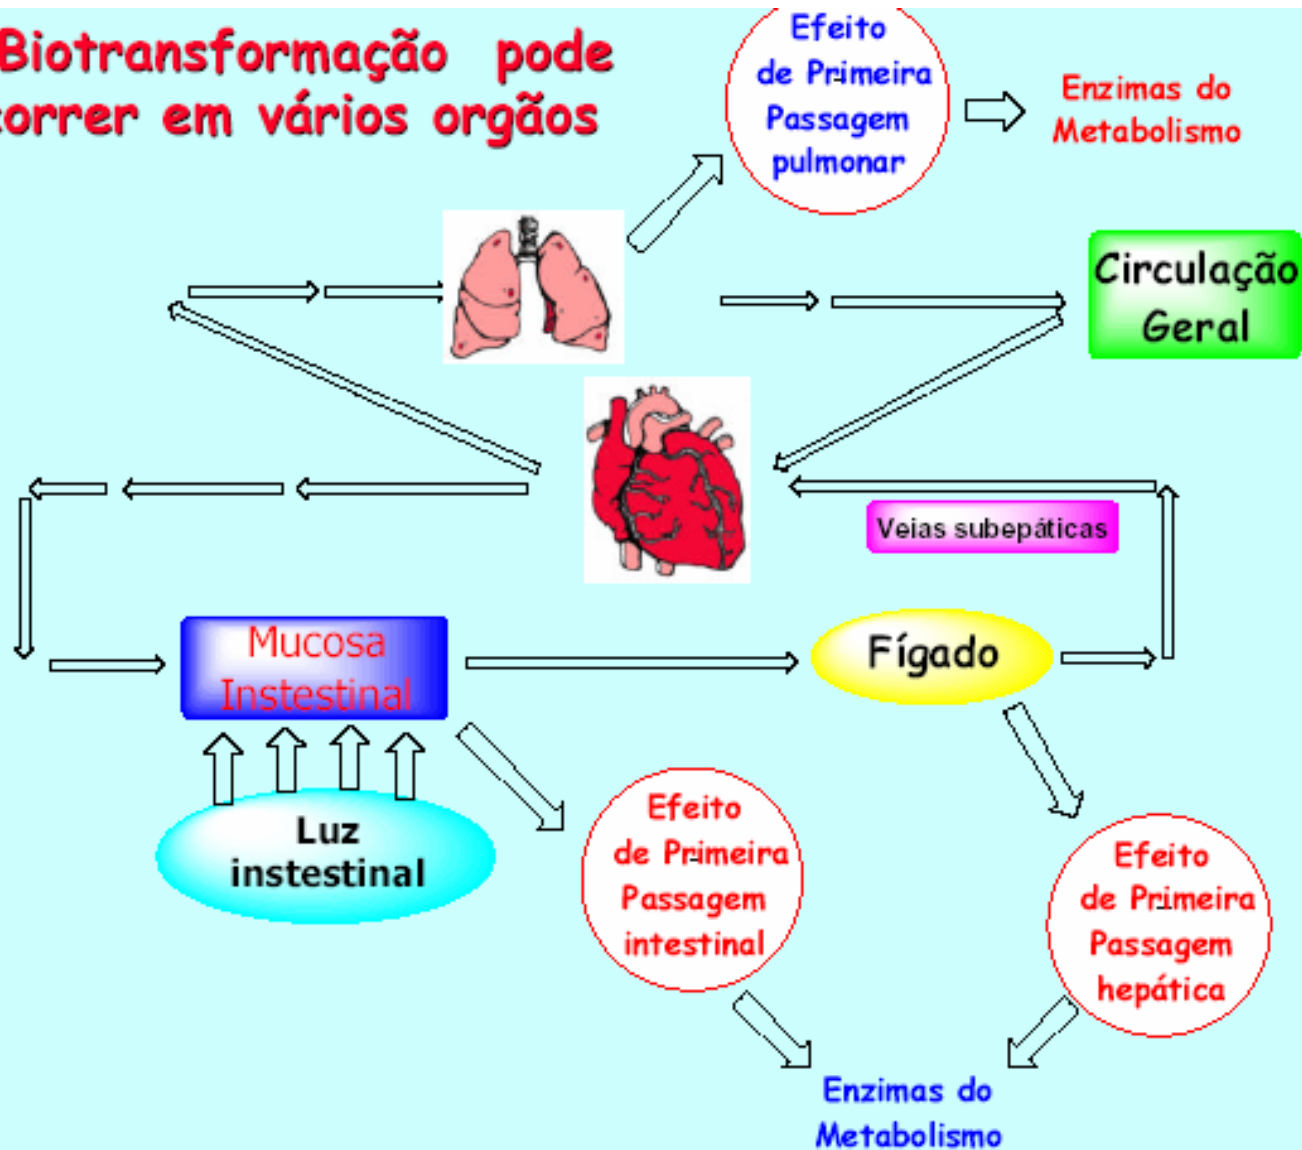 Biotransformação pode
correr em vários orgãos
Efeito
de Primeira
Passagem
pulmonar
Enzimas do
Metabolismo
Circulação
Geral
Veias subepáticas
Mucosa
Instestinal
Fígado
Luz
instestinal
Efeito
de Primeira
Passagem
intestinal
Efeito
de Primeira
Passagem
hepática
Enzimas do
Metabolismo